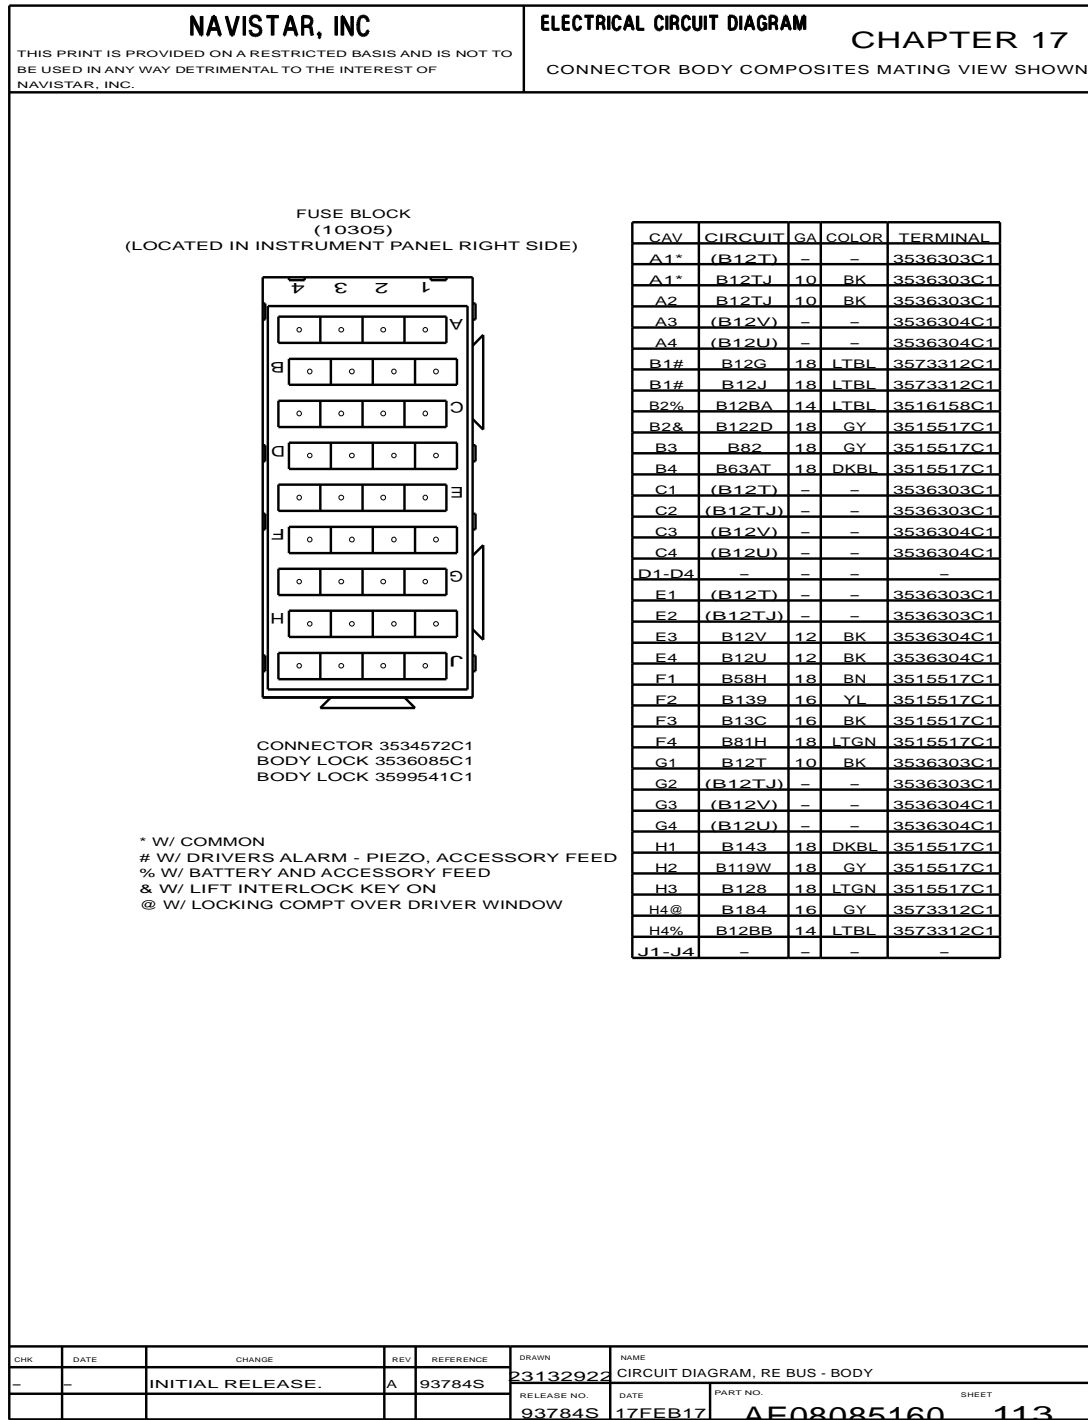 NAVISTAR, INC
THIS PRINT IS PROVIDED ON A RESTRICTED BASIS AND IS NOT TO
BE USED IN ANY WAY DETRIMENTAL TO THE INTEREST OF
NAVISTAR, INC.
ELECTRICAL CIRCUIT DIAGRAM
CHAPTER 17
CONNECTOR BODY COMPOSITES MATING VIEW SHOWN
FUSE BLOCK
(10305)
(LOCATED IN INSTRUMENT PANEL RIGHT SIDE)
4 3 2 1
A
B
C
D
E
F
G
H
J
CONNECTOR 3534572C1
BODY LOCK 3536085C1
BODY LOCK 3599541C1
* W/ COMMON
# W/ DRIVERS ALARM - PIEZO, ACCESSORY FEED
% W/ BATTERY AND ACCESSORY FEED
& W/ LIFT INTERLOCK KEY ON
@ W/ LOCKING COMPT OVER DRIVER WINDOW
CAV CIRCUIT GA COLOR TERMINAL
A1* (B12T) – – 3536303C1
A1* B12TJ 10 BK 3536303C1
A2 B12TJ 10 BK 3536303C1
A3 (B12V) – – 3536304C1
A4 (B12U) – – 3536304C1
B1# B12G 18 LTBL 3573312C1
B1# B12J 18 LTBL 3573312C1
B2% B12BA 14 LTBL 3516158C1
B2& B122D 18 GY 3515517C1
B3 B82 18 GY 3515517C1
B4 B63AT 18 DKBL 3515517C1
C1 (B12T) – – 3536303C1
C2 (B12TJ) – – 3536303C1
C3 (B12V) – – 3536304C1
C4 (B12U) – – 3536304C1
D1-D4 – – – –
E1 (B12T) – – 3536303C1
E2 (B12TJ) – – 3536303C1
E3 B12V 12 BK 3536304C1
E4 B12U 12 BK 3536304C1
F1 B58H 18 BN 3515517C1
F2 B139 16 YL 3515517C1
F3 B13C 16 BK 3515517C1
F4 B81H 18 LTGN 3515517C1
G1 B12T 10 BK 3536303C1
G2 (B12TJ) – – 3536303C1
G3 (B12V) – – 3536304C1
G4 (B12U) – – 3536304C1
H1 B143 18 DKBL 3515517C1
H2 B119W 18 GY 3515517C1
H3 B128 18 LTGN 3515517C1
H4@ B184 16 GY 3573312C1
H4% B12BB 14 LTBL 3573312C1
J1-J4 – – – –
CHK DATE CHANGE REV REFERENCE
– – INITIAL RELEASE. A 93784S
DRAWN
23132922
NAME
CIRCUIT DIAGRAM, RE BUS - BODY
RELEASE NO.
93784S
DATE
17FEB17
PART NO.
AE08085160
SHEET
113